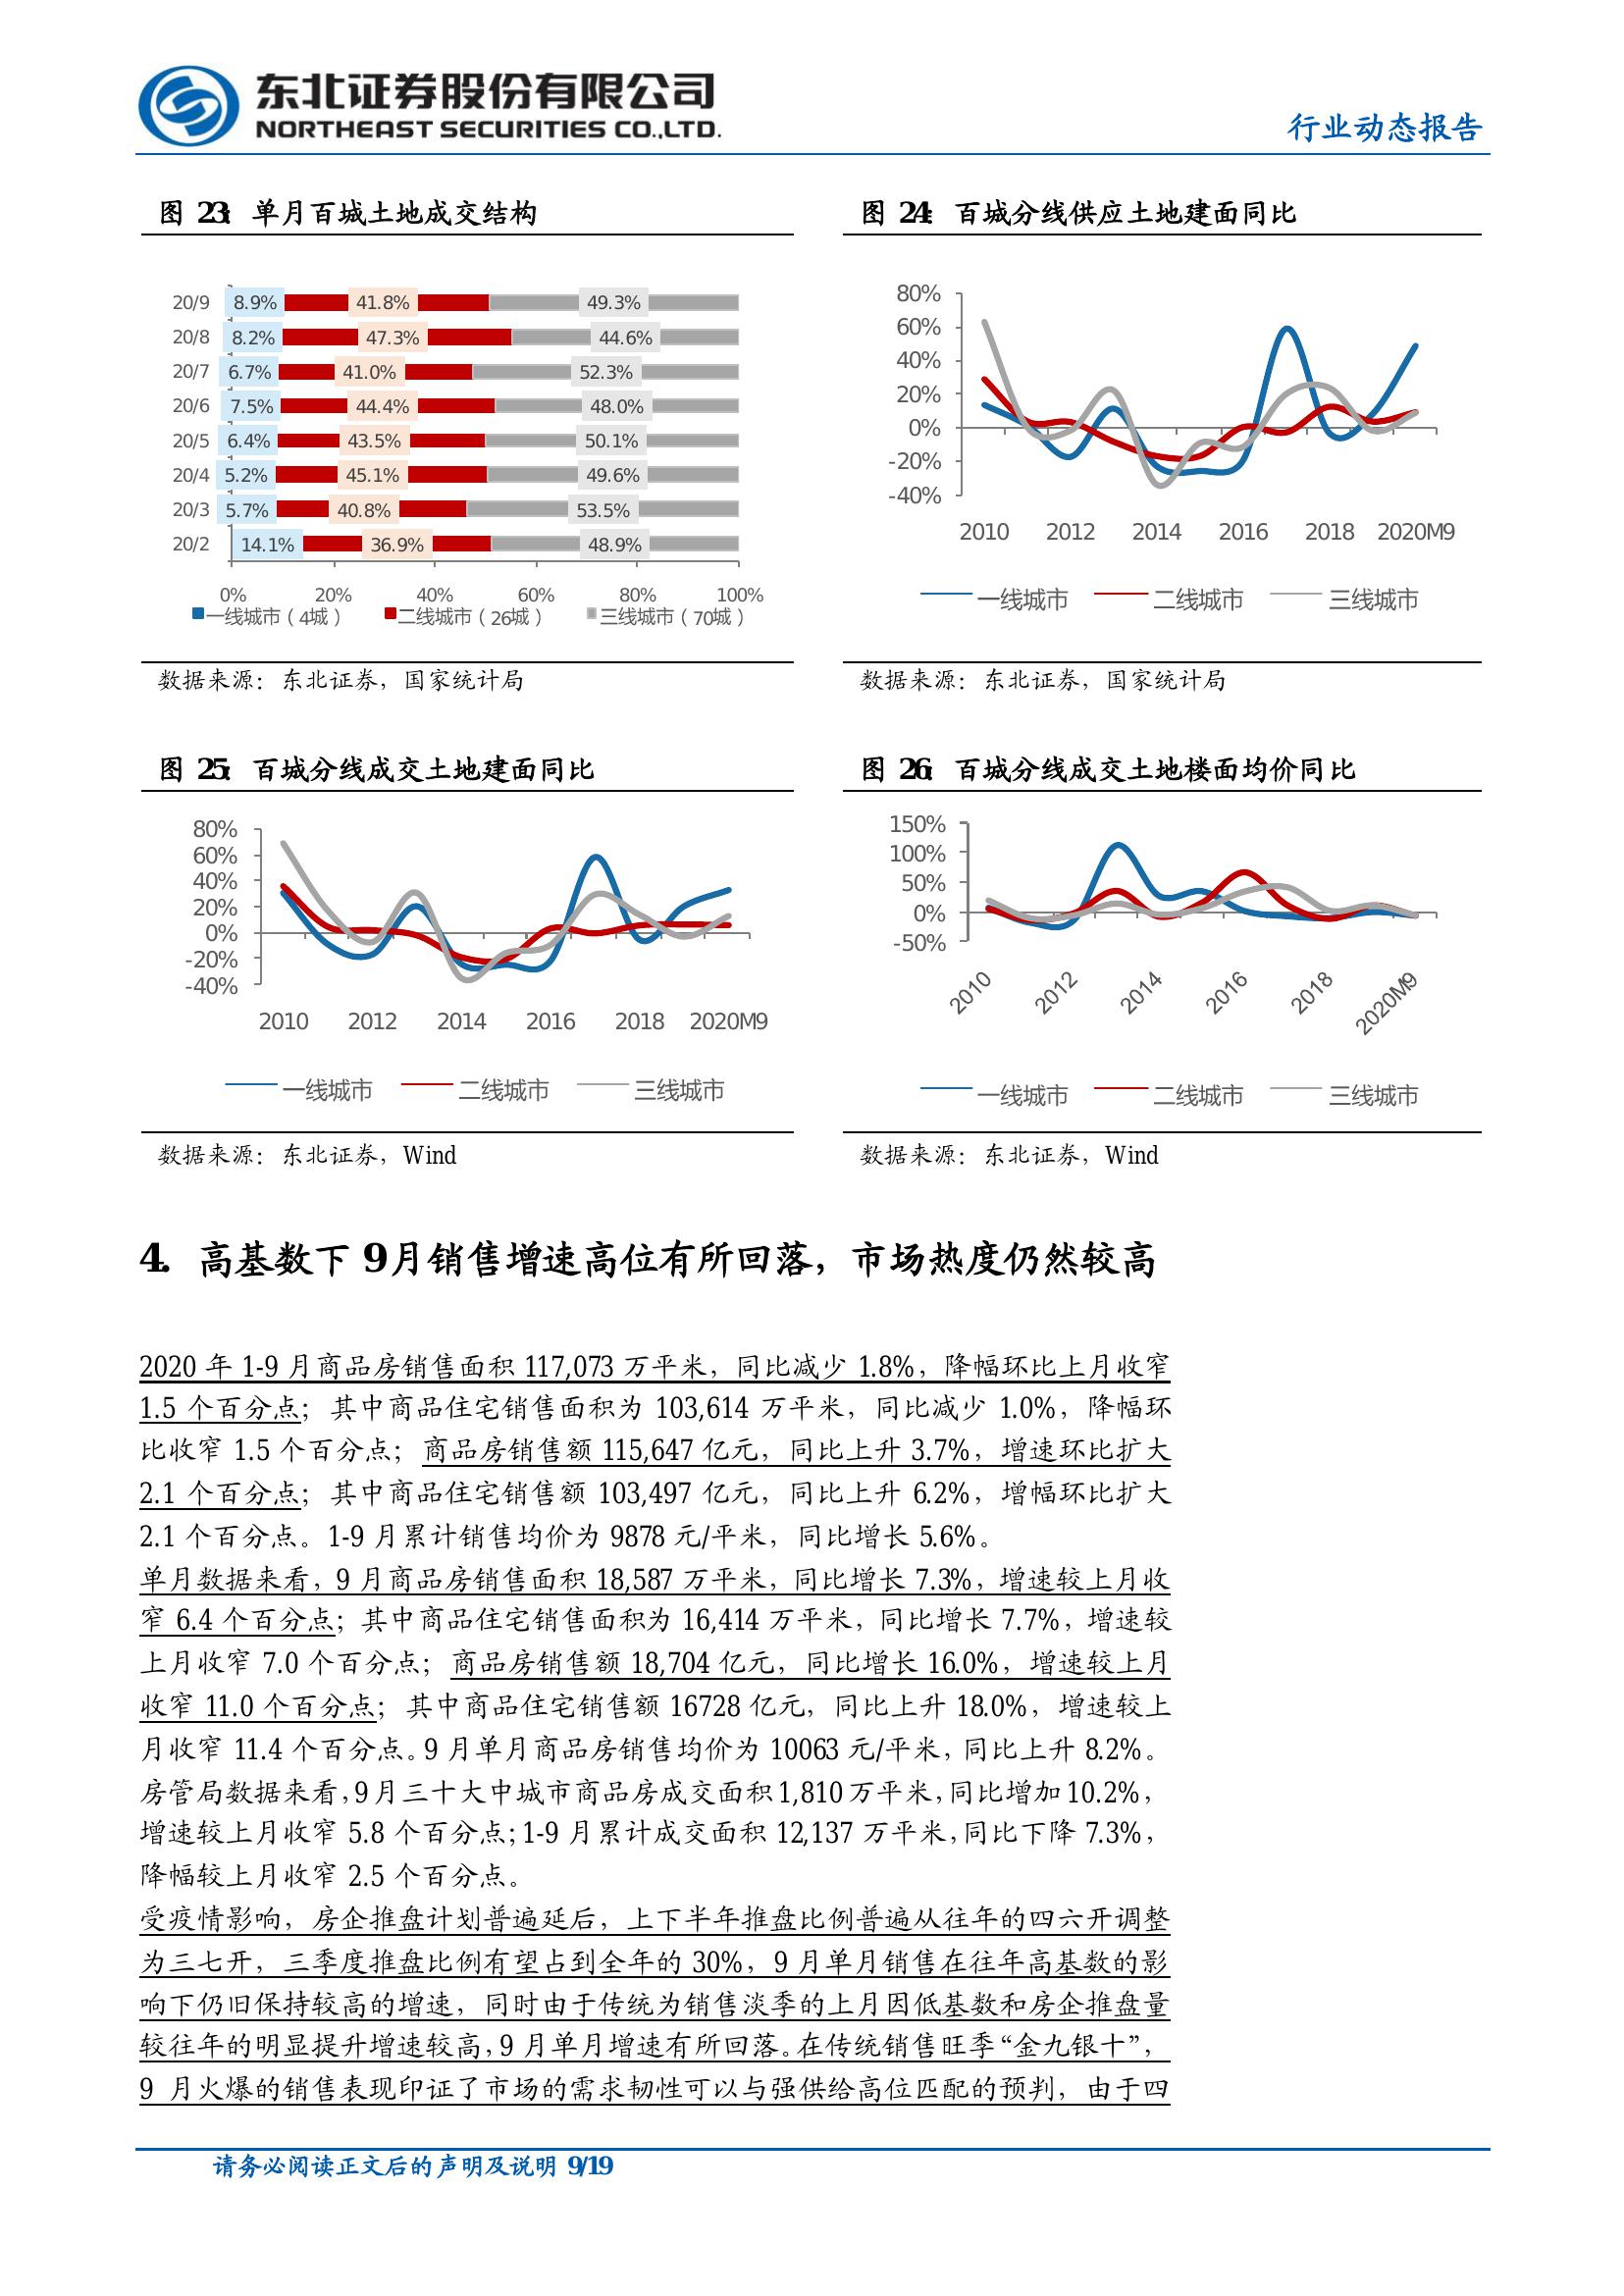 东北证券股份有限公司
NORTHEAST SECURITIES CO.,LTD.
行业动态报告
图 23: 单月百城土地成交结构
20/9 8.9% 41.8% 49.3%
20/8 8.2% 47.3% 44.6%
20/7 6.7% 41.0% 52.3%
20/6 7.5% 44.4% 48.0%
20/5 6.4% 43.5% 50.1%
20/4 5.2% 45.1% 49.6%
20/3 5.7% 40.8% 53.5%
20/2 14.1% 36.9% 48.9%
0% 20% 40% 60% 80% 100%
一线城市（4城） 二线城市（26城） 三线城市（70城）
数据来源：东北证券，国家统计局
图 24: 百城分线供应土地建面同比
80%
60%
40%
20%
0%
-20%
-40%
2010 2012 2014 2016 2018 2020M9
一线城市 二线城市 三线城市
数据来源：东北证券，国家统计局
图 25: 百城分线成交土地建面同比
80%
60%
40%
20%
0%
-20%
-40%
2010 2012 2014 2016 2018 2020M9
一线城市 二线城市 三线城市
数据来源：东北证券，Wind
图 26: 百城分线成交土地楼面均价同比
150%
100%
50%
0%
-50%
2010 2012 2014 2016 2018 2020M9
一线城市 二线城市 三线城市
数据来源：东北证券，Wind
4. 高基数下 9月销售增速高位有所回落，市场热度仍然较高
2020 年 1-9 月商品房销售面积 117,073 万平米，同比减少 1.8%，降幅环比上月收窄
1.5 个百分点；其中商品住宅销售面积为 103,614 万平米，同比减少 1.0%，降幅环
比收窄 1.5 个百分点；商品房销售额 115,647 亿元，同比上升 3.7%，增速环比扩大
2.1 个百分点；其中商品住宅销售额 103,497 亿元，同比上升 6.2%，增幅环比扩大
2.1 个百分点。1-9 月累计销售均价为 9878 元/平米，同比增长 5.6%。
单月数据来看，9 月商品房销售面积 18,587 万平米，同比增长 7.3%，增速较上月收
窄 6.4 个百分点；其中商品住宅销售面积为 16,414 万平米，同比增长 7.7%，增速较
上月收窄 7.0 个百分点；商品房销售额 18,704 亿元，同比增长 16.0%，增速较上月
收窄 11.0 个百分点；其中商品住宅销售额 16728 亿元，同比上升 18.0%，增速较上
月收窄 11.4 个百分点。9 月单月商品房销售均价为 10063 元/平米，同比上升 8.2%。
房管局数据来看，9 月三十大中城市商品房成交面积 1,810 万平米，同比增加 10.2%，
增速较上月收窄 5.8 个百分点；1-9 月累计成交面积 12,137 万平米，同比下降 7.3%，
降幅较上月收窄 2.5 个百分点。
受疫情影响，房企推盘计划普遍延后，上下半年推盘比例普遍从往年的四六开调整
为三七开，三季度推盘比例有望占到全年的 30%，9 月单月销售在往年高基数的影
响下仍旧保持较高的增速，同时由于传统为销售淡季的上月因低基数和房企推盘量
较往年的明显提升增速较高，9 月单月增速有所回落。在传统销售旺季“金九银十”，
9 月火爆的销售表现印证了市场的需求韧性可以与强供给高位匹配的预判，由于四
请务必阅读正文后的声明及说明 9/19